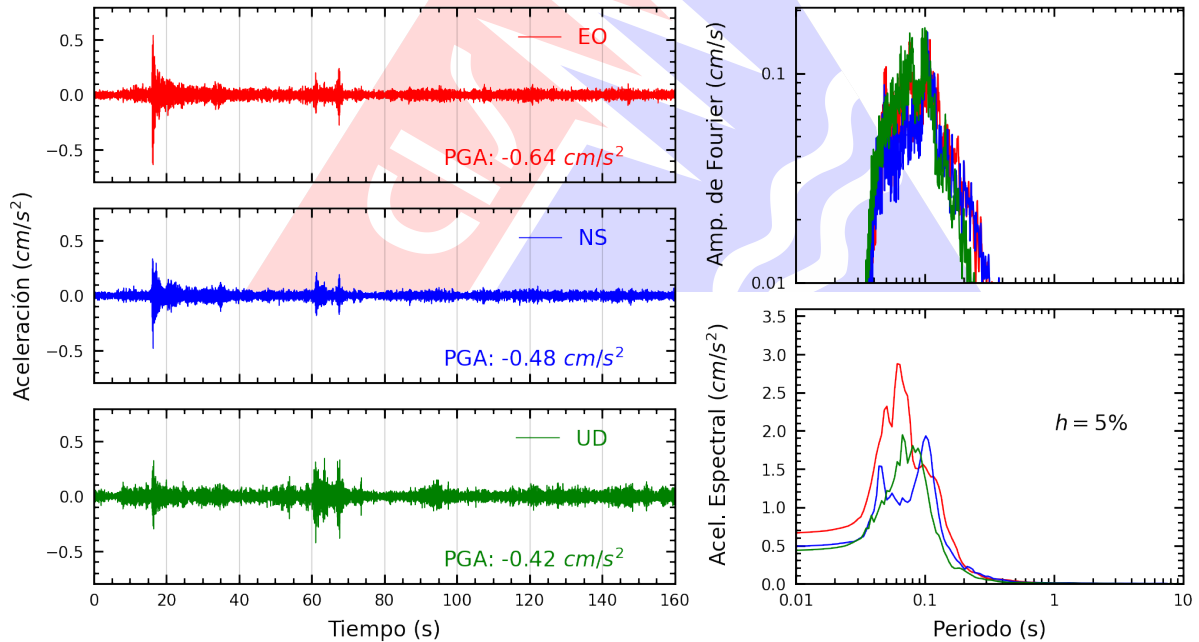 Aceleración (cm/s²)
0.5
0.0
−0.5
EO
PGA: -0.64 cm/s²
0.5
0.0
−0.5
NS
PGA: -0.48 cm/s²
0.5
0.0
−0.5
UD
PGA: -0.42 cm/s²
0 20 40 60 80 100 120 140 160
Tiempo (s)
Amp. de Fourier (cm/s)
0.1
0.01
Acel. Espectral (cm/s²)
3.5
3.0
2.5
2.0
1.5
1.0
0.5
0.0
h = 5%
0.01 0.1 1 10
Periodo (s)
CISMID